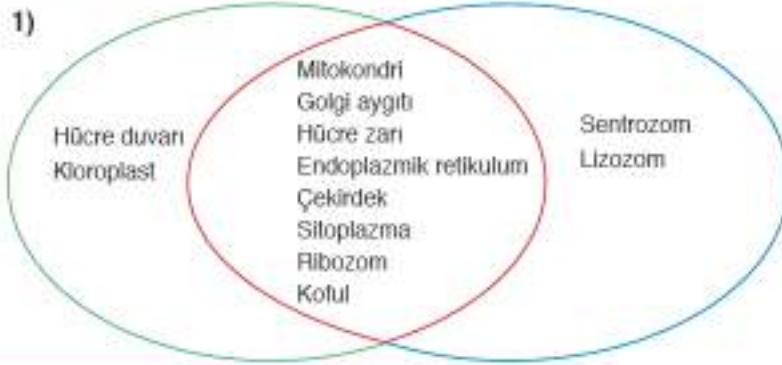 1)
Hücre duvarı
Kloroplast
Mitokondri
Golgi aygıtı
Hücre zarı
Endoplazmik retikulum
Çekirdek
Sitoplazma
Ribozom
Koful
Sentrozom
Lizozom